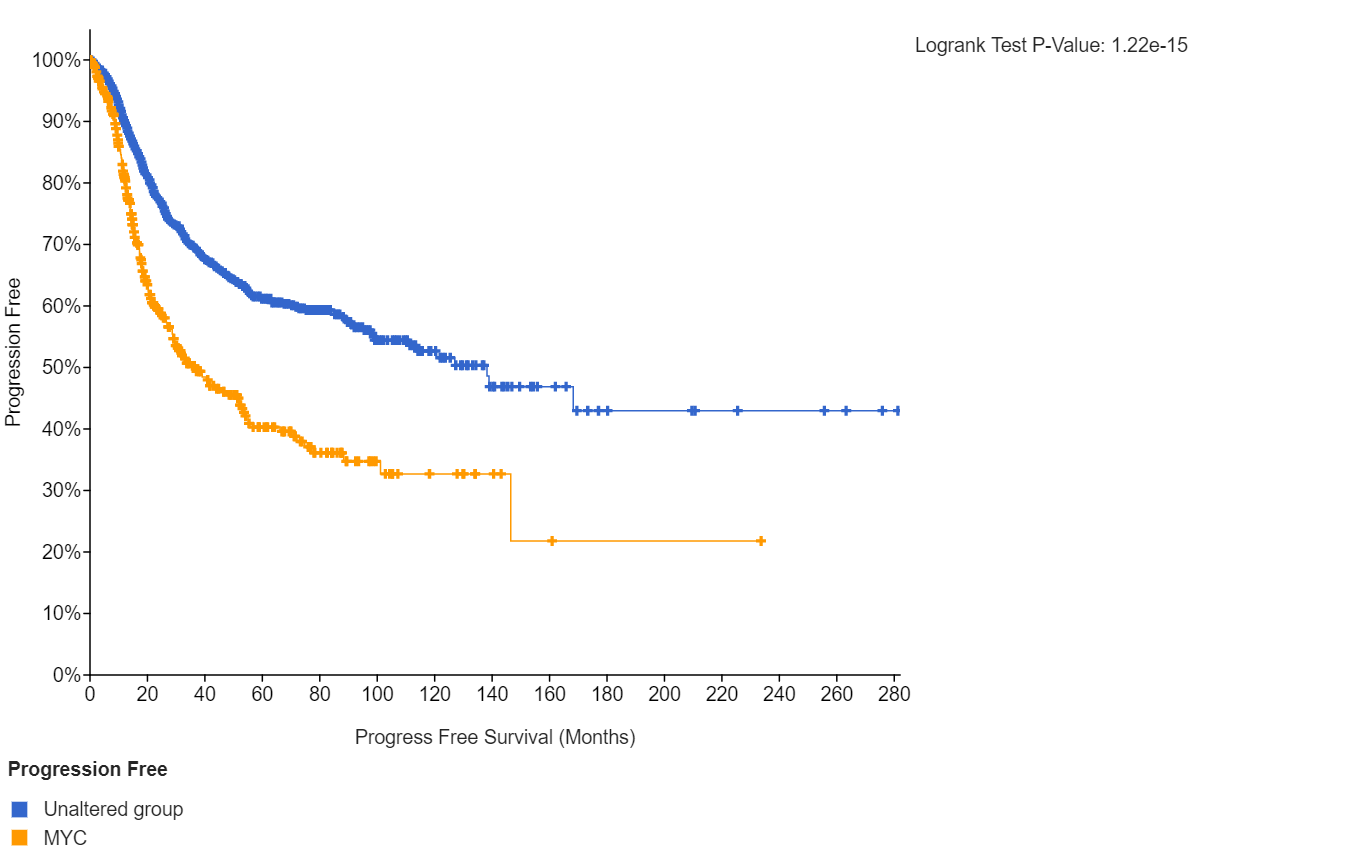 Logrank Test P-Value: 1.22e-15
100%
90%
80%
70%
60%
50%
40%
30%
20%
10%
0%
Progression Free
0 20 40 60 80 100 120 140 160 180 200 220 240 260 280
Progress Free Survival (Months)
Progression Free
Unaltered group
MYC